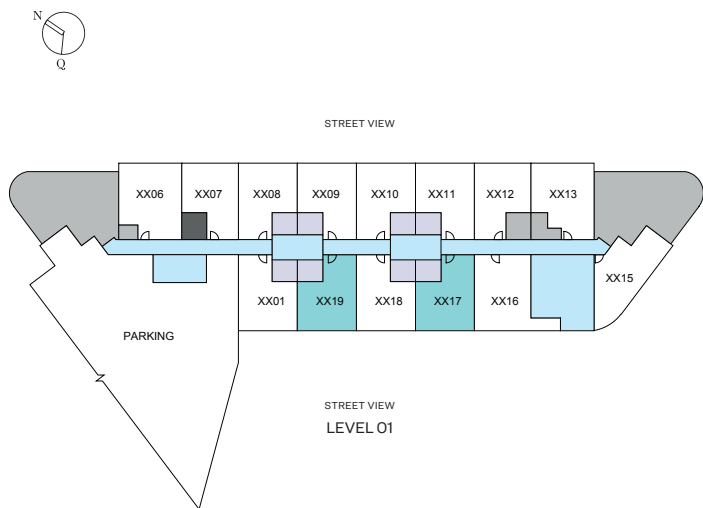 N
Q
STREET VIEW
XX06 XX07 XX08 XX09 XX10 XX11 XX12 XX13
XX01 XX19 XX18 XX17 XX16 XX15
PARKING
STREET VIEW
LEVEL 01